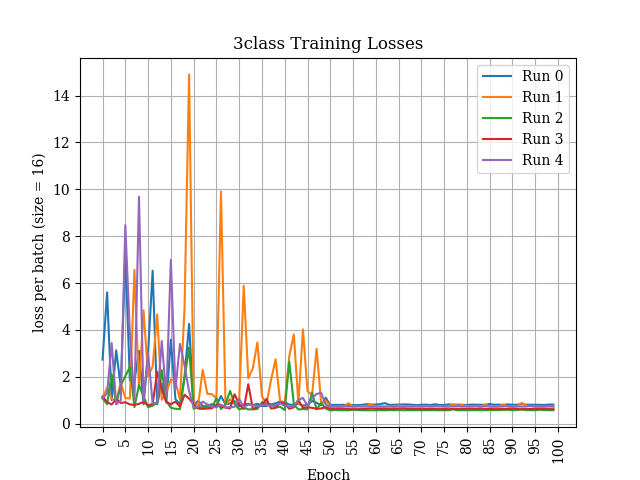 3class Training Losses
Run 0
Run 1
Run 2
Run 3
Run 4
loss per batch (size = 16)
14
12
10
8
6
4
2
0
0 5 10 15 20 25 30 35 40 45 50 55 60 65 70 75 80 85 90 95 100
Epoch